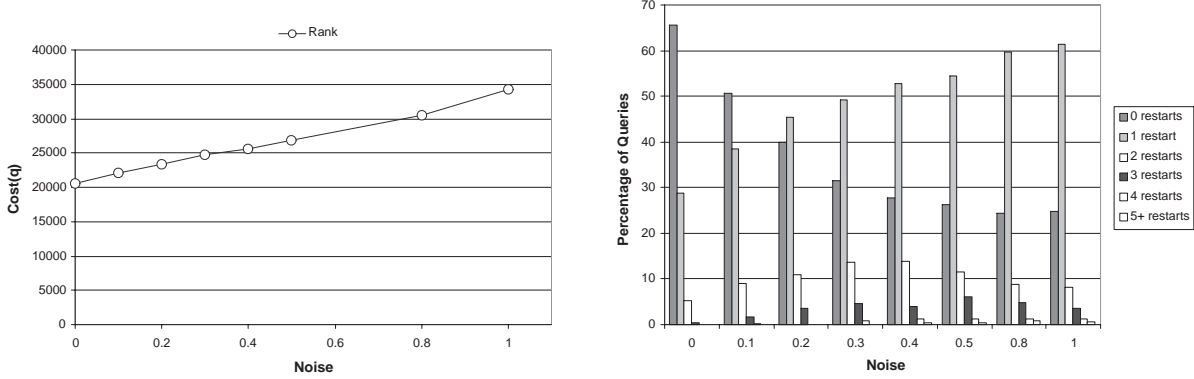 Rank
40000
35000
30000
25000
20000
15000
10000
5000
0
0 0.2 0.4 0.6 0.8 1
Cost(q)
Noise
70
60
50
40
30
20
10
0
0 0.1 0.2 0.3 0.4 0.5 0.8 1
Percentage of Queries
Noise
0 restarts
1 restart
2 restarts
3 restarts
4 restarts
5+ restarts